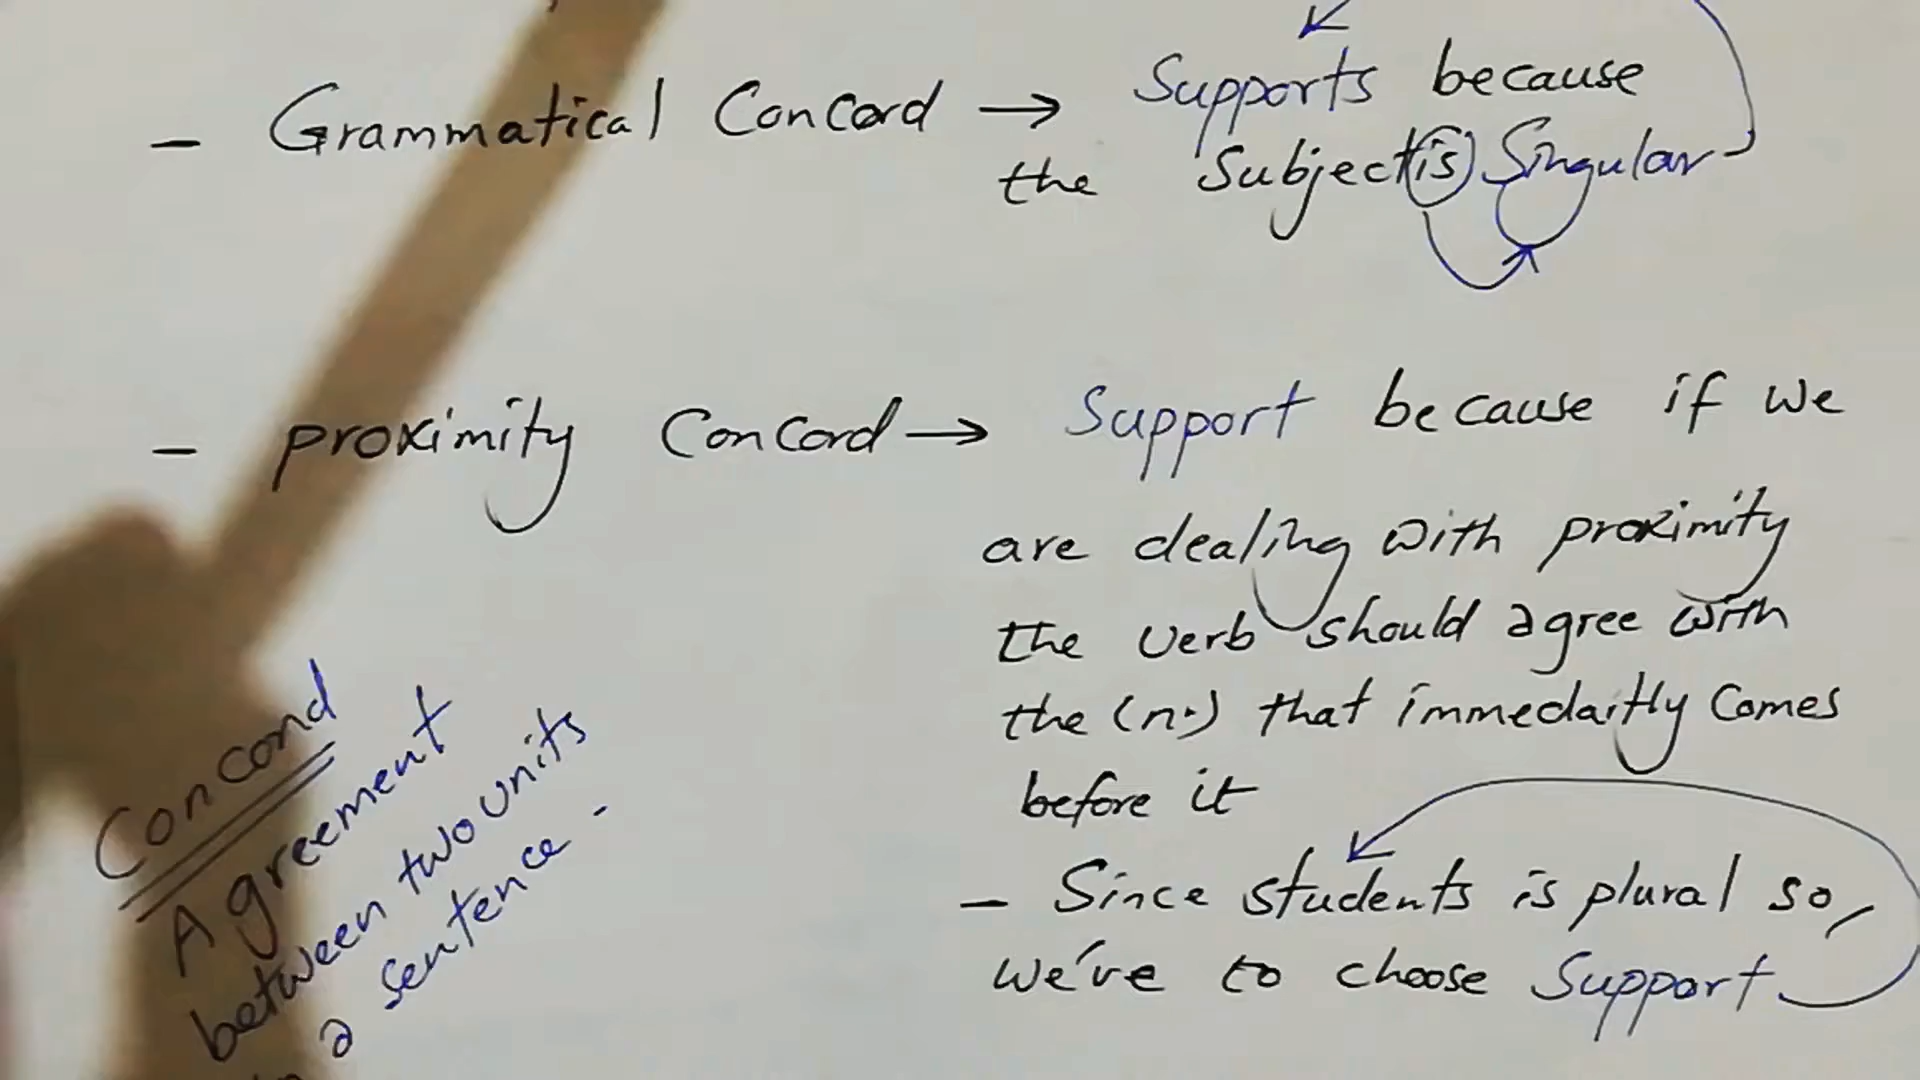 - Grammatical Concord → Supports because
the Subject is Singular
- proximity Concord → Support because if we
are dealing with proximity
the verb should agree with
the (n.) that immedaitly comes
before it
- Since students is plural so,
we've to choose Support
Concord
Agreement
between two units
a sentence.